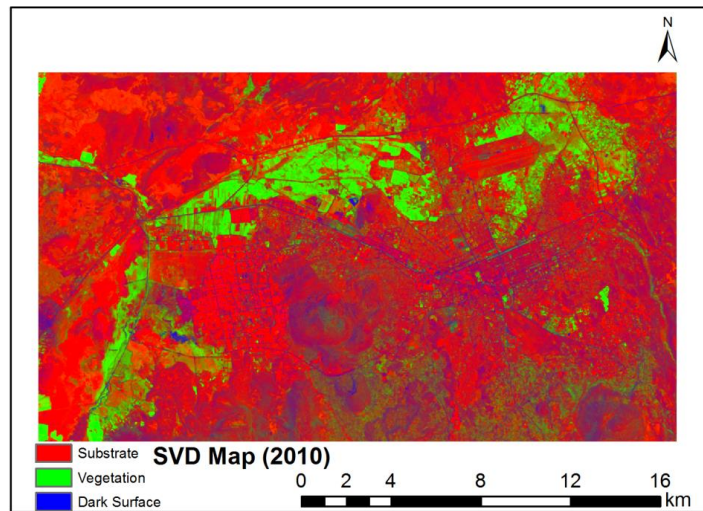 N
SVD Map (2010)
Substrate
Vegetation
Dark Surface
0 2 4 8 12 16
km